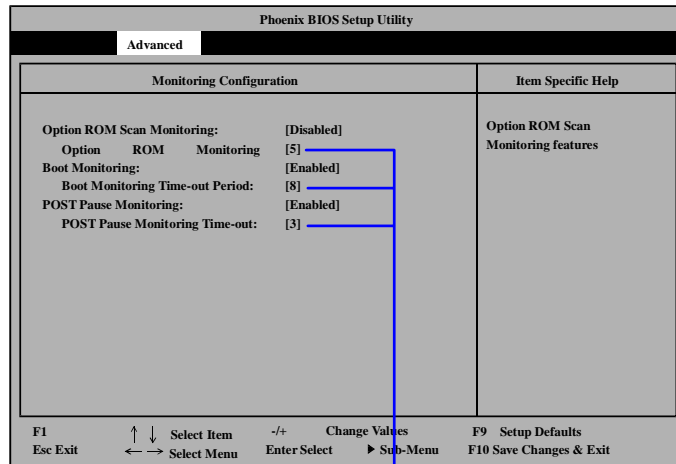 Phoenix BIOS Setup Utility
Advanced
Monitoring Configuration
Item Specific Help
Option ROM Scan Monitoring: [Disabled]
Option ROM Monitoring [5]
Boot Monitoring: [Enabled]
Boot Monitoring Time-out Period: [8]
POST Pause Monitoring: [Enabled]
POST Pause Monitoring Time-out: [3]
Option ROM Scan
Monitoring features
F1 ↑ ↓ Select Item -/+ Change Values F9 Setup Defaults
Esc Exit ← → Select Menu Enter Select ▶ Sub-Menu F10 Save Changes & Exit